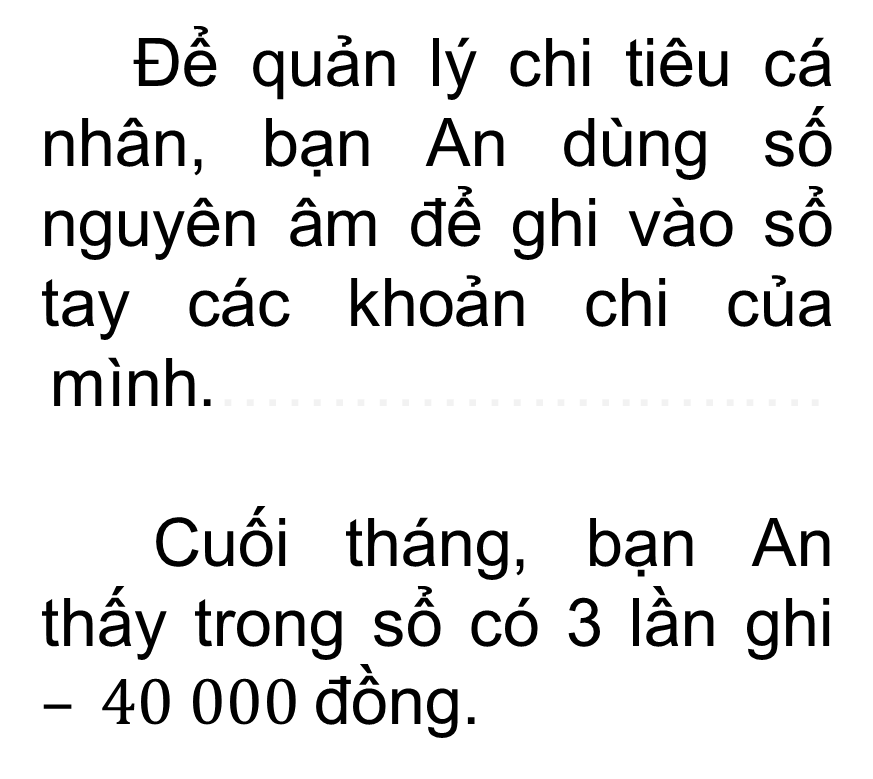 Để quản lý chi tiêu cá
nhân, bạn An dùng số
nguyên âm để ghi vào sổ
tay các khoản chi của
mình.............................
Cuối tháng, bạn An
thấy trong sổ có 3 lần ghi
– 40 000 đồng.